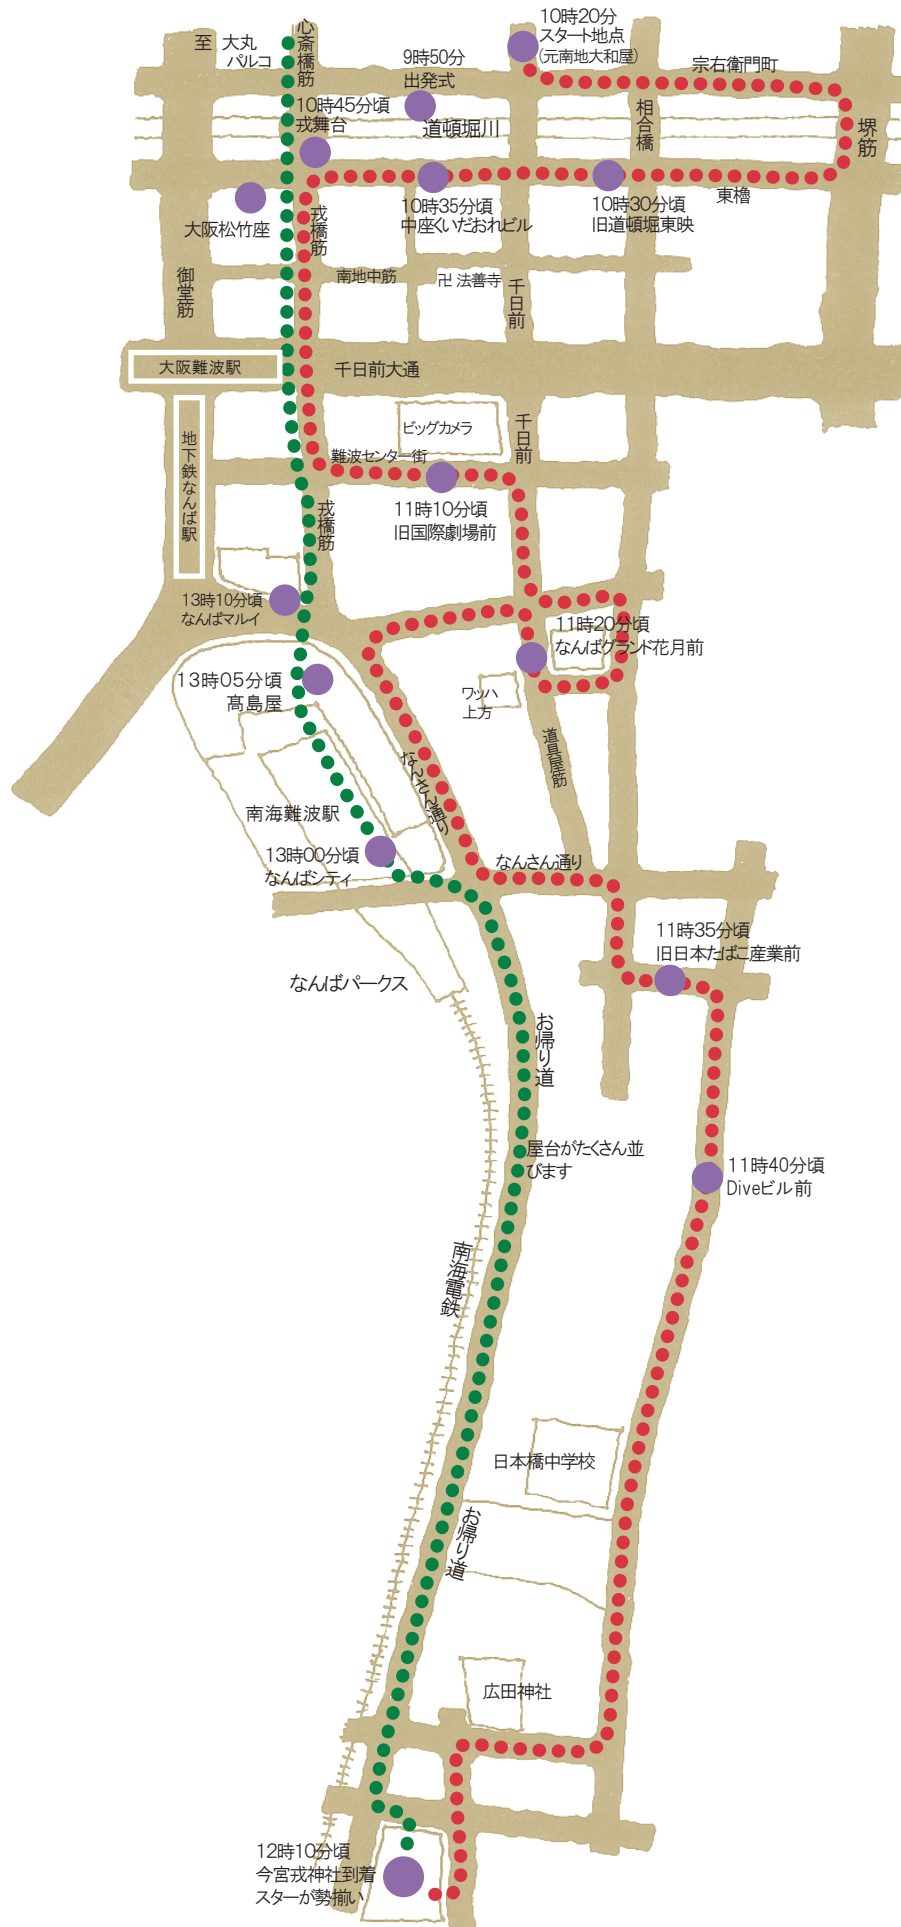 10時20分
スタート地点
(元南地大和屋)
心斎橋筋
至 大丸
パルコ
9時50分
出発式
宗右衛門町
10時45分頃
戎舞台
道頓堀川
相合橋
堺筋
東櫓
大阪松竹座
戎橋筋
10時35分頃
中座くいだおれビル
10時30分頃
旧道頓堀東映
御堂筋
南地中筋
卍 法善寺
千日前
大阪難波駅
千日前大通
ビッグカメラ
千日前
地下鉄なんば駅
難波センター街
戎橋筋
11時10分頃
旧国際劇場前
13時10分頃
なんばマルイ
11時20分頃
なんばグランド花月前
13時05分頃
髙島屋
ワッハ
上方
道具屋筋
なんさん通り
南海難波駅
13時00分頃
なんばシティ
なんさん通り
11時35分頃
旧日本たばこ産業前
なんばパークス
お帰り道
屋台がたくさん並
びます
11時40分頃
Diveビル前
南海電鉄
日本橋中学校
お帰り道
広田神社
12時10分頃
今宮戎神社到着
スターが勢揃い